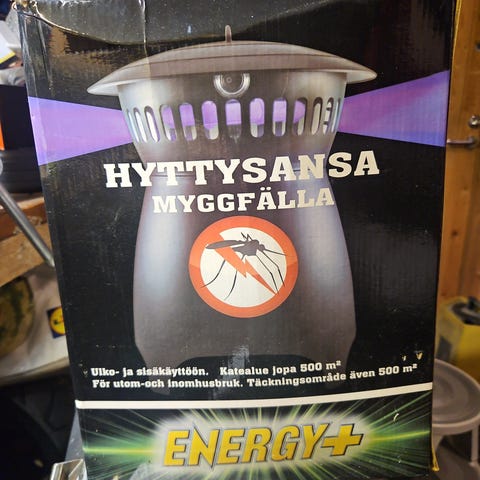 HYTTYSANSA
MYGGFÄLLA
Ulko- ja sisäkäyttöön. Katealue jopa 500 m²
För utom-och inomhusbruk. Täckningsområde även 500 m²
ENERGY+